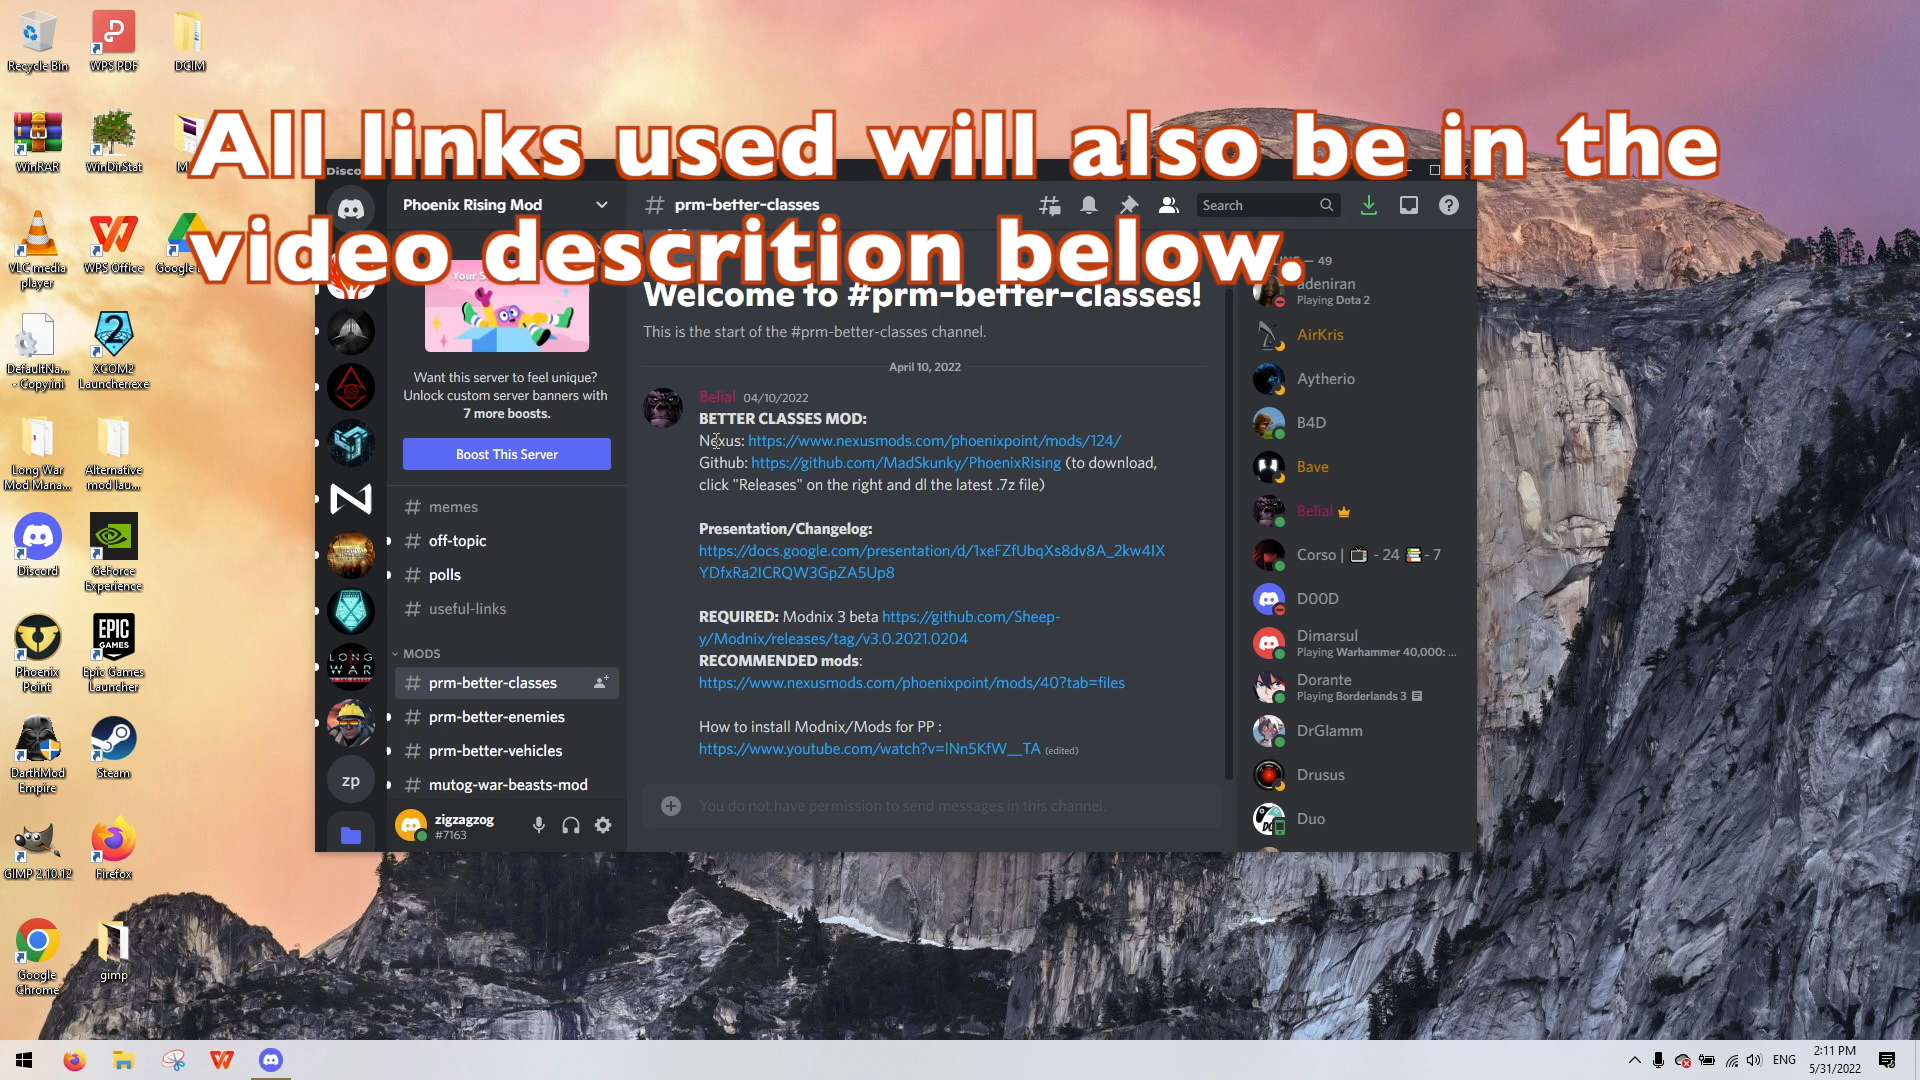 Recycle Bin
WPS PDF
DCIM
WinRAR
WinDirStat
VLC media
player
WPS Office
Google
DefaultNa...
- Copy.ini
XCOM2
Launcher.exe
Long War
Mod Mana...
Alternative
mod lau...
Discord
GeForce
Experience
Phoenix
Point
Epic Games
Launcher
DarthMod
Empire
Steam
GIMP 2.10.12
Firefox
Google
Chrome
gimp
All links used will also be in the
video descrition below.
Disco
Phoenix Rising Mod
Your S
Want this server to feel unique?
Unlock custom server banners with
7 more boosts.
Boost This Server
# memes
# off-topic
# polls
# useful-links
MODS
# prm-better-classes
# prm-better-enemies
# prm-better-vehicles
# mutog-war-beasts-mod
LONG
WAR
EPIC
GAMES
zp
zigzagzog
#7163
# prm-better-classes
Search
Welcome to #prm-better-classes!
This is the start of the #prm-better-classes channel.
April 10, 2022
Belial 04/10/2022
BETTER CLASSES MOD:
Nexus: https://www.nexusmods.com/phoenixpoint/mods/124/
Github: https://github.com/MadSkunky/PhoenixRising (to download,
click "Releases" on the right and dl the latest .7z file)
Presentation/Changelog:
https://docs.google.com/presentation/d/1xeFZfUbqXs8dv8A_2kw4IX
YDfxRa2ICRQW3GpZA5Up8
REQUIRED: Modnix 3 beta https://github.com/Sheep-
y/Modnix/releases/tag/v3.0.2021.0204
RECOMMENDED mods:
https://www.nexusmods.com/phoenixpoint/mods/40?tab=files
How to install Modnix/Mods for PP :
https://www.youtube.com/watch?v=lNn5KfW__TA (edited)
You do not have permission to send messages in this channel.
— 49
adeniran
Playing Dota 2
AirKris
Aytherio
B4D
Bave
Belial
Corso | 📺 - 24 📚 - 7
D00D
Dimarsul
Playing Warhammer 40,000: ...
Dorante
Playing Borderlands 3
DrGlamm
Drusus
Duo
ENG
2:11 PM
5/31/2022